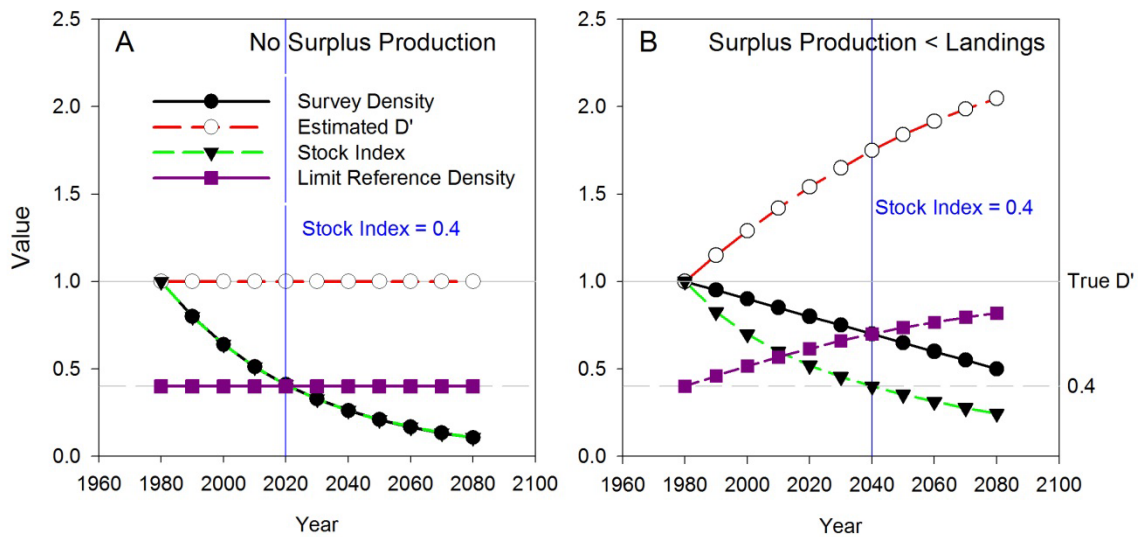 A No Surplus Production
Survey Density
Estimated D'
Stock Index
Limit Reference Density
Stock Index = 0.4
Value
2.5
2.0
1.5
1.0
0.5
0.0
1960 1980 2000 2020 2040 2060 2080 2100
Year
B Surplus Production < Landings
Stock Index = 0.4
True D'
0.4
1960 1980 2000 2020 2040 2060 2080 2100
Year
2.5
2.0
1.5
1.0
0.5
0.0